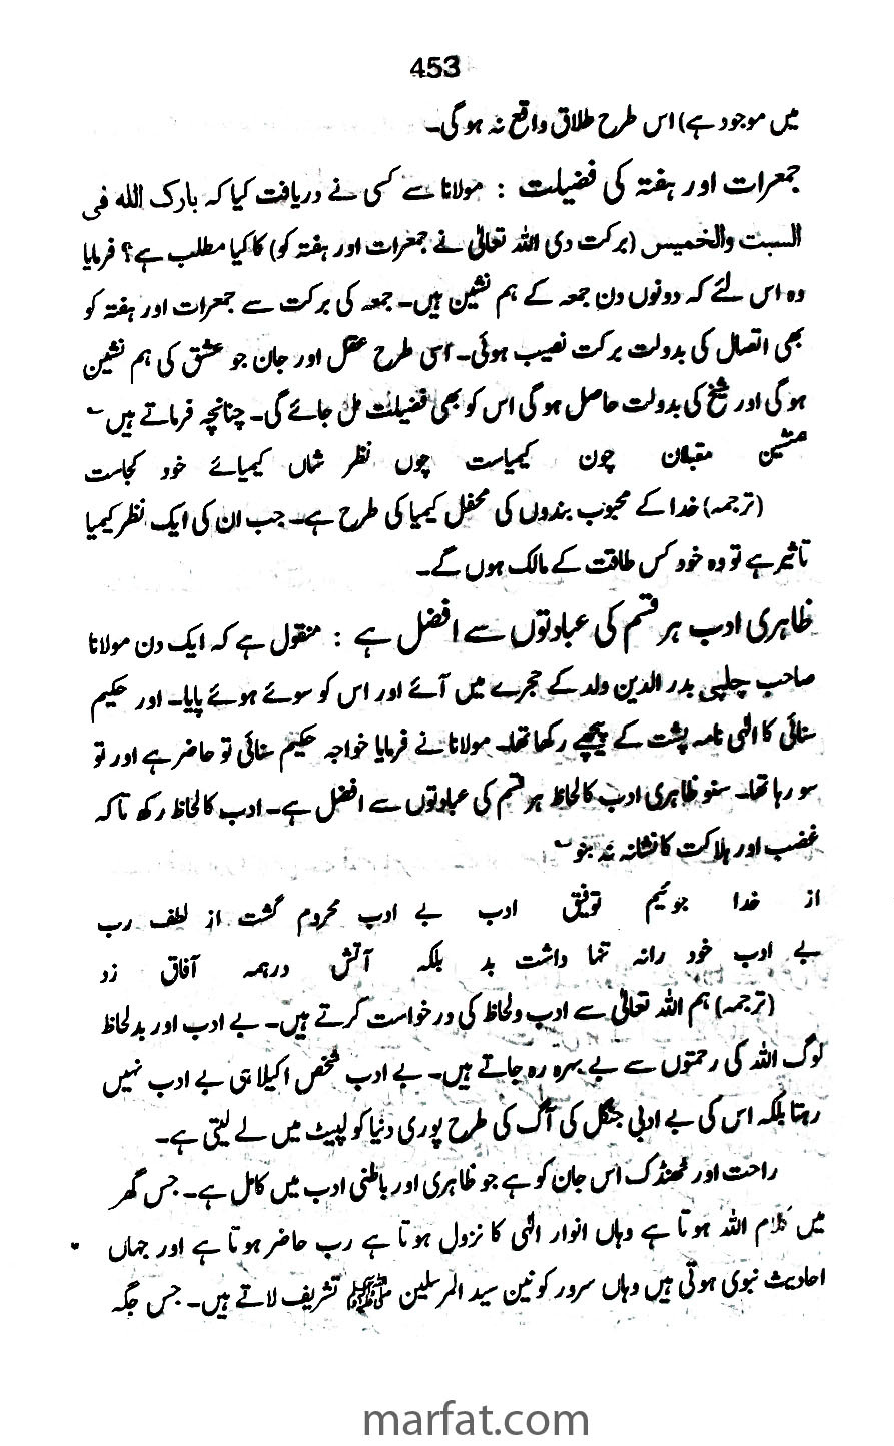 453
میں موجود ہے) اس طرح طلاق واقع نہ ہوگی۔
جمعرات اور ہفتہ کی فضیلت : مولانا سے کسی نے دریافت کیا کہ بارک اللہ فی
السبت والخمیس (برکت دی اللہ تعالیٰ نے جمعرات اور ہفتہ کو) کا کیا مطلب ہے؟ فرمایا
وہ اس لئے کہ دونوں دن جمعہ کے ہم نشین ہیں۔ جمعہ کی برکت سے جمعرات اور ہفتہ کو
بھی اتصال کی بدولت برکت نصیب ہوئی۔ اسی طرح عقل اور جان جو عشق کی ہم نشین
ہوگی اور شیخ کی بدولت حاصل ہوگی اس کو بھی فضیلت مل جائے گی۔ چنانچہ فرماتے ہیں
مقبلان چون کیمیاست چوں نظر شاں کیمیائے خود کجاست
(ترجمہ) خدا کے محبوب بندوں کی محفل کیمیا کی طرح ہے۔ جب ان کی ایک نظر کیمیا
تاثیر ہے تو وہ خود کس طاقت کے مالک ہوں گے۔
ظاہری ادب ہر قسم کی عبادتوں سے افضل ہے : منقول ہے کہ ایک دن مولانا
صاحب چلپی بدر الدین ولد کے حجرے میں آئے اور اس کو سوئے ہوئے پایا۔ اور حکیم
سنائی کا الٰہی نامہ پشت کے پیچھے رکھا تھا۔ مولانا نے فرمایا خواجہ حکیم سنائی تو حاضر ہے اور تو
سو رہا تھا۔ سنو ظاہری ادب کا لحاظ ہر قسم کی عبادتوں سے افضل ہے۔ ادب کا لحاظ رکھ تاکہ
غضب اور ہلاکت کا نشانہ نہ بنو
از خدا جوئیم توفیق ادب بے ادب محروم گشت از لطف رب
بے ادب خود رانہ تنہا داشت بد بلکہ آتش درہمہ آفاق زد
(ترجمہ) ہم اللہ تعالیٰ سے ادب ولحاظ کی درخواست کرتے ہیں۔ بے ادب اور بدلحاظ
لوگ اللہ کی رحمتوں سے بے بہرہ رہ جاتے ہیں۔ بے ادب شخص اکیلا ہی بے ادب نہیں
رہتا بلکہ اس کی بے ادبی جنگل کی آگ کی طرح پوری دنیا کو لپیٹ میں لے لیتی ہے۔
راحت اور ٹھنڈک اس جان کو ہے جو ظاہری اور باطنی ادب میں کامل ہے۔ جس گھر
میں کلام اللہ ہوتا ہے وہاں انوار الٰہی کا نزول ہوتا ہے رب حاضر ہوتا ہے اور جہاں
احادیث نبوی ہوتی ہیں وہاں سرور کونین سید المرسلین ﷺ تشریف لاتے ہیں۔ جس جگہ
marfat.com